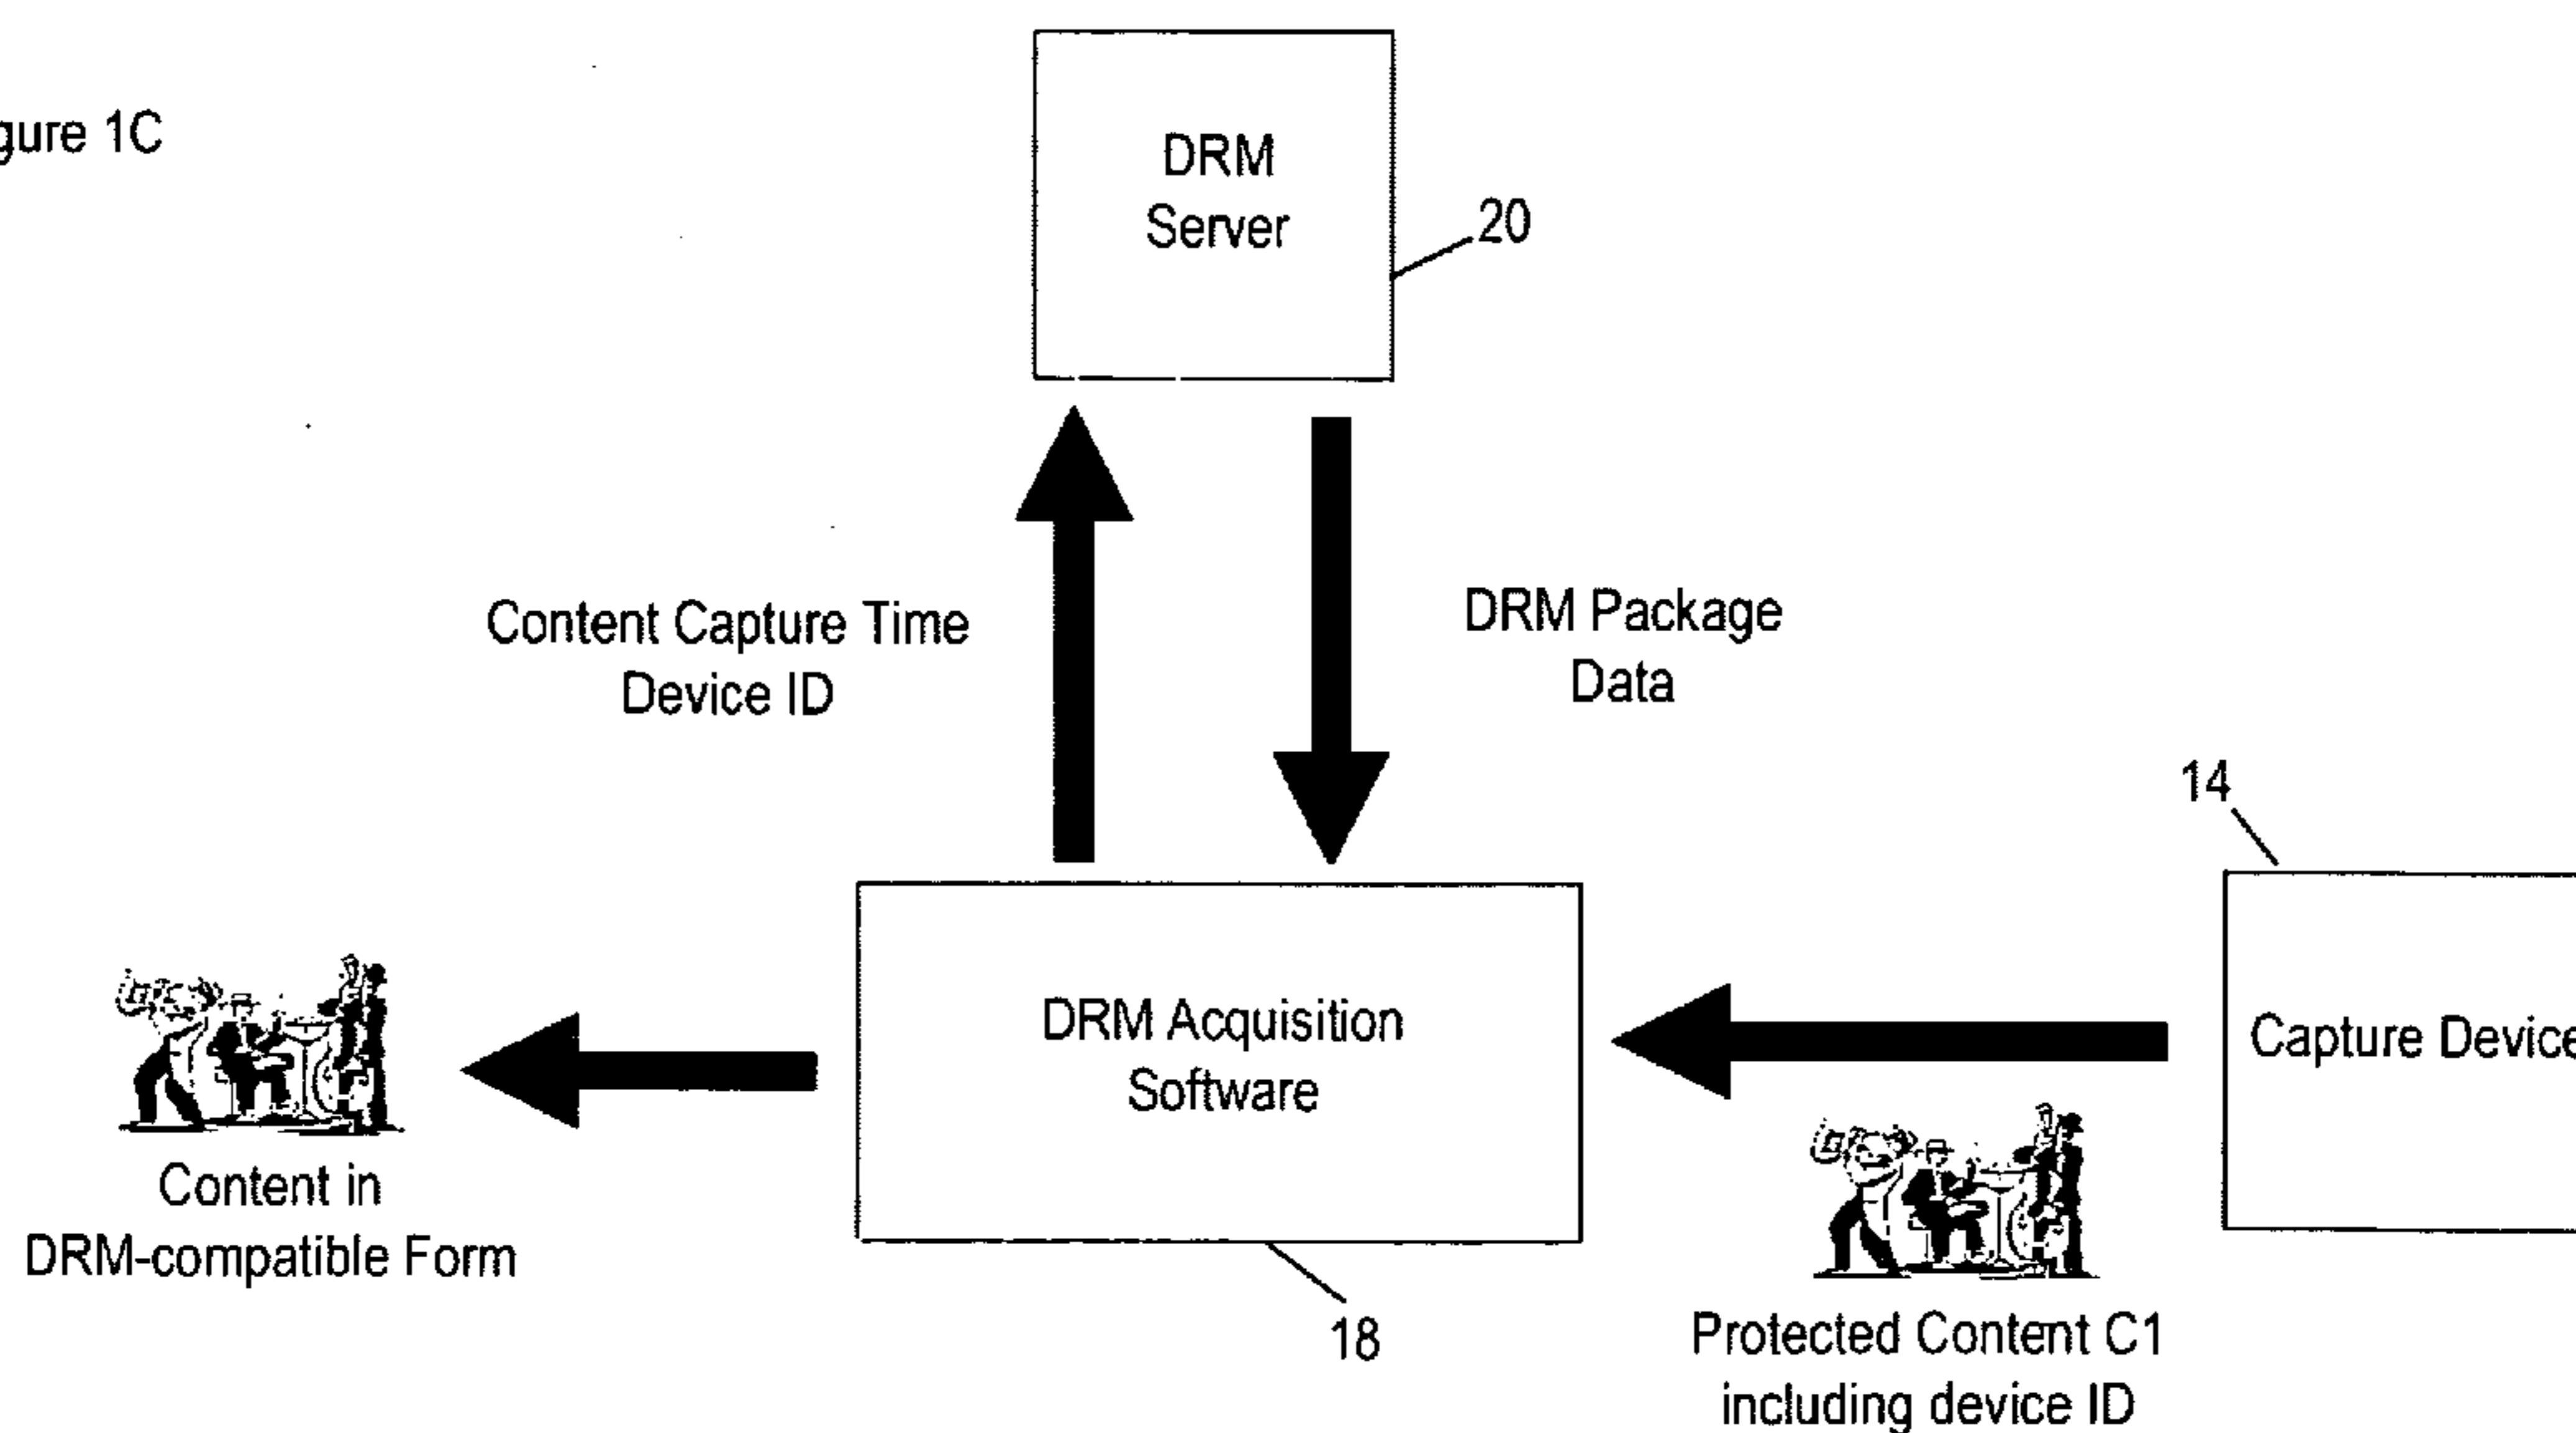 gure 1C
DRM
Server
20
Content Capture Time
Device ID
DRM Package
Data
14
Capture Device
DRM Acquisition
Software
Content in
DRM-compatible Form
18
Protected Content C1
including device ID